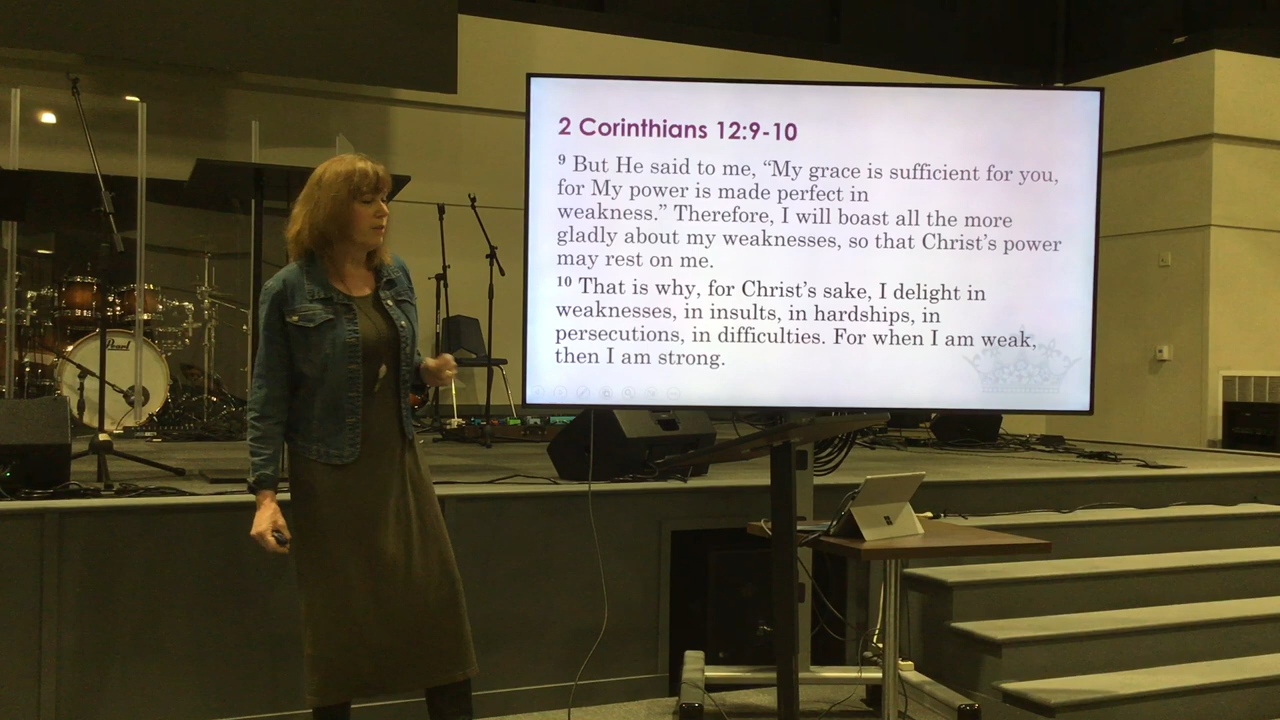 2 Corinthians 12:9-10
⁹ But He said to me, “My grace is sufficient for you,
for My power is made perfect in
weakness.” Therefore, I will boast all the more
gladly about my weaknesses, so that Christ’s power
may rest on me.
¹⁰ That is why, for Christ’s sake, I delight in
weaknesses, in insults, in hardships, in
persecutions, in difficulties. For when I am weak,
then I am strong.
Pearl